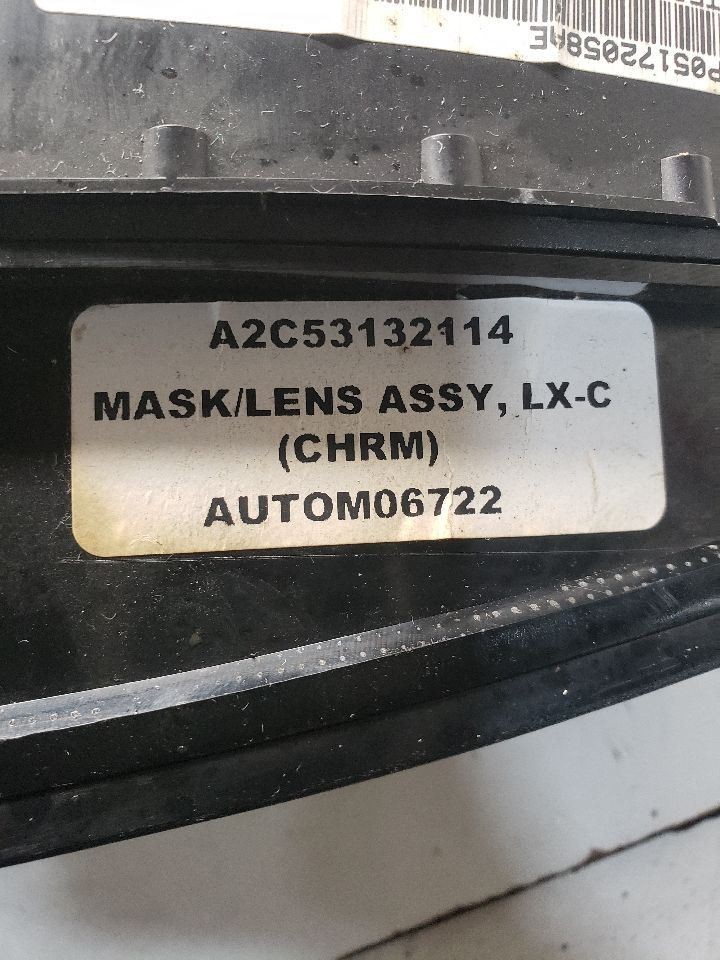 P05172058AE
A2C53132114
MASK/LENS ASSY, LX-C
(CHRM)
AUTOM06722